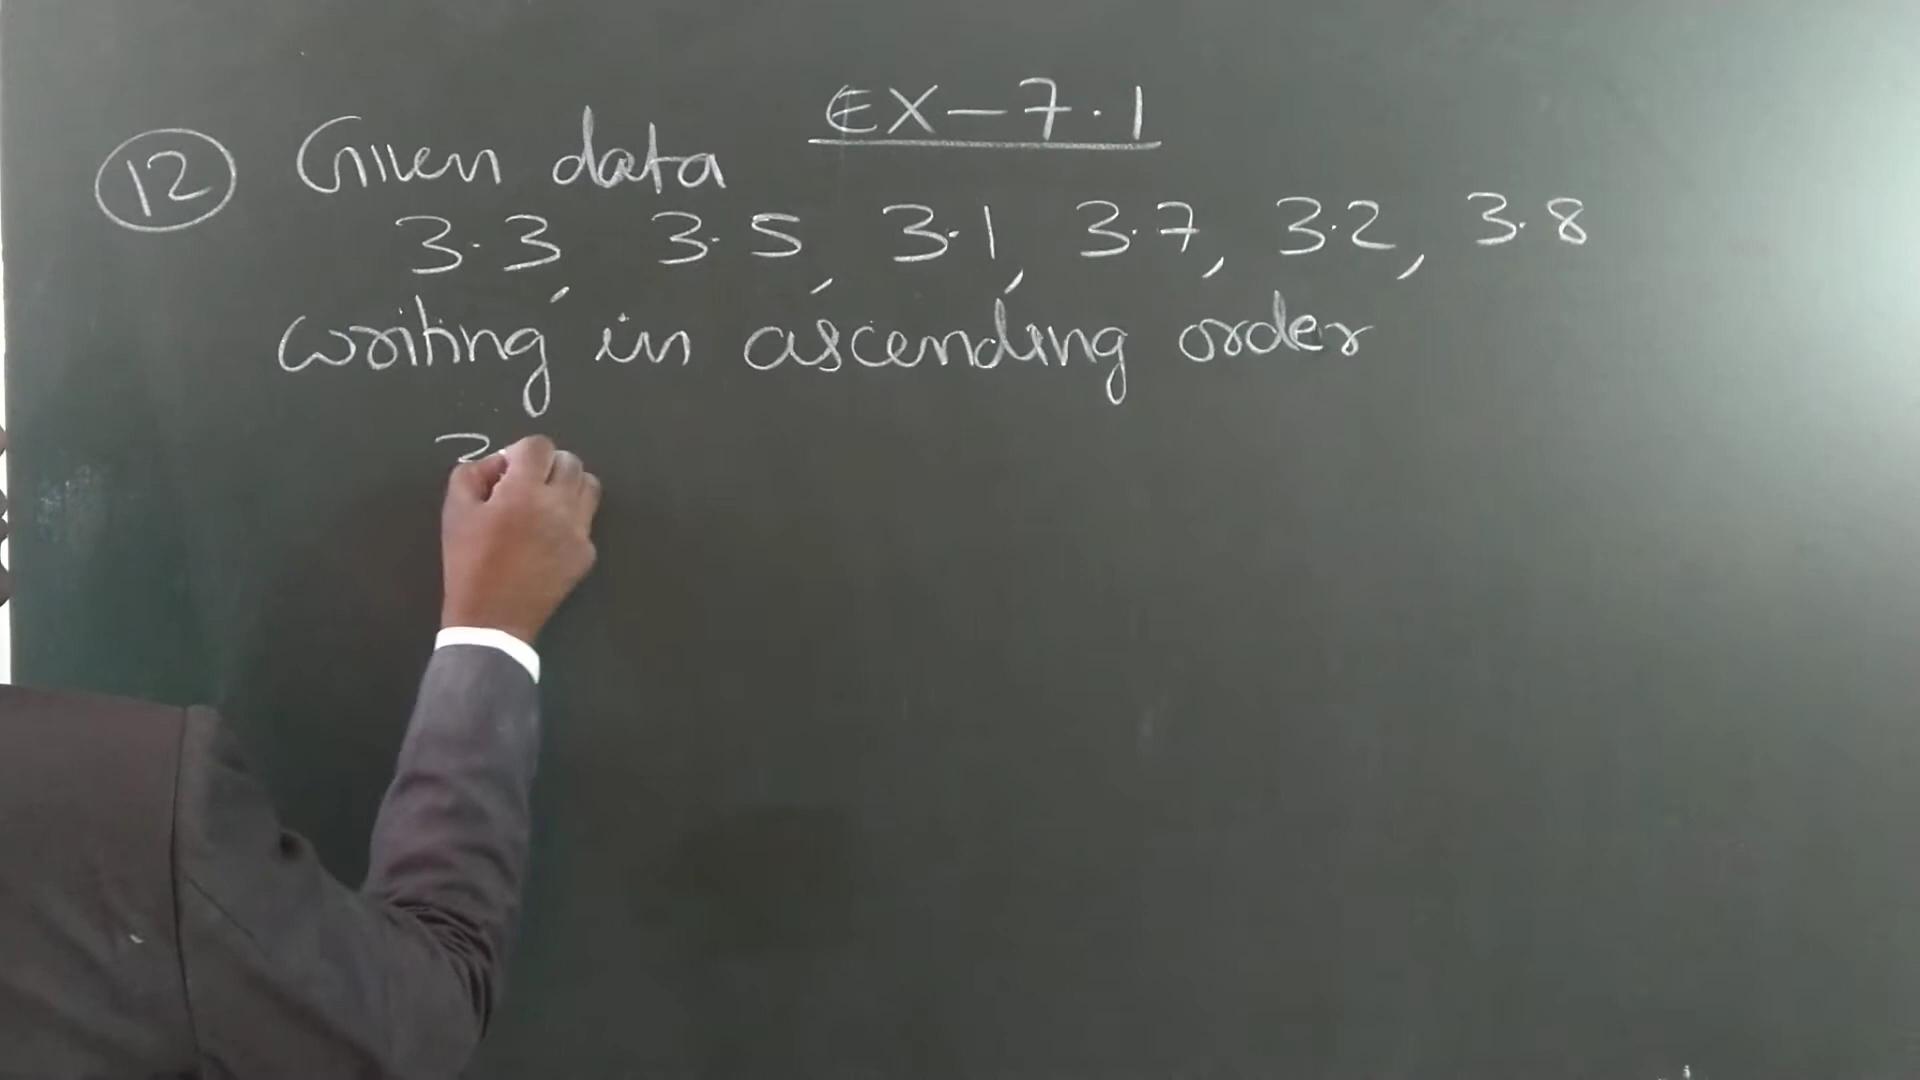 EX-7.1
12 Given data
3.3, 3.5, 3.1, 3.7, 3.2, 3.8
writing in ascending order